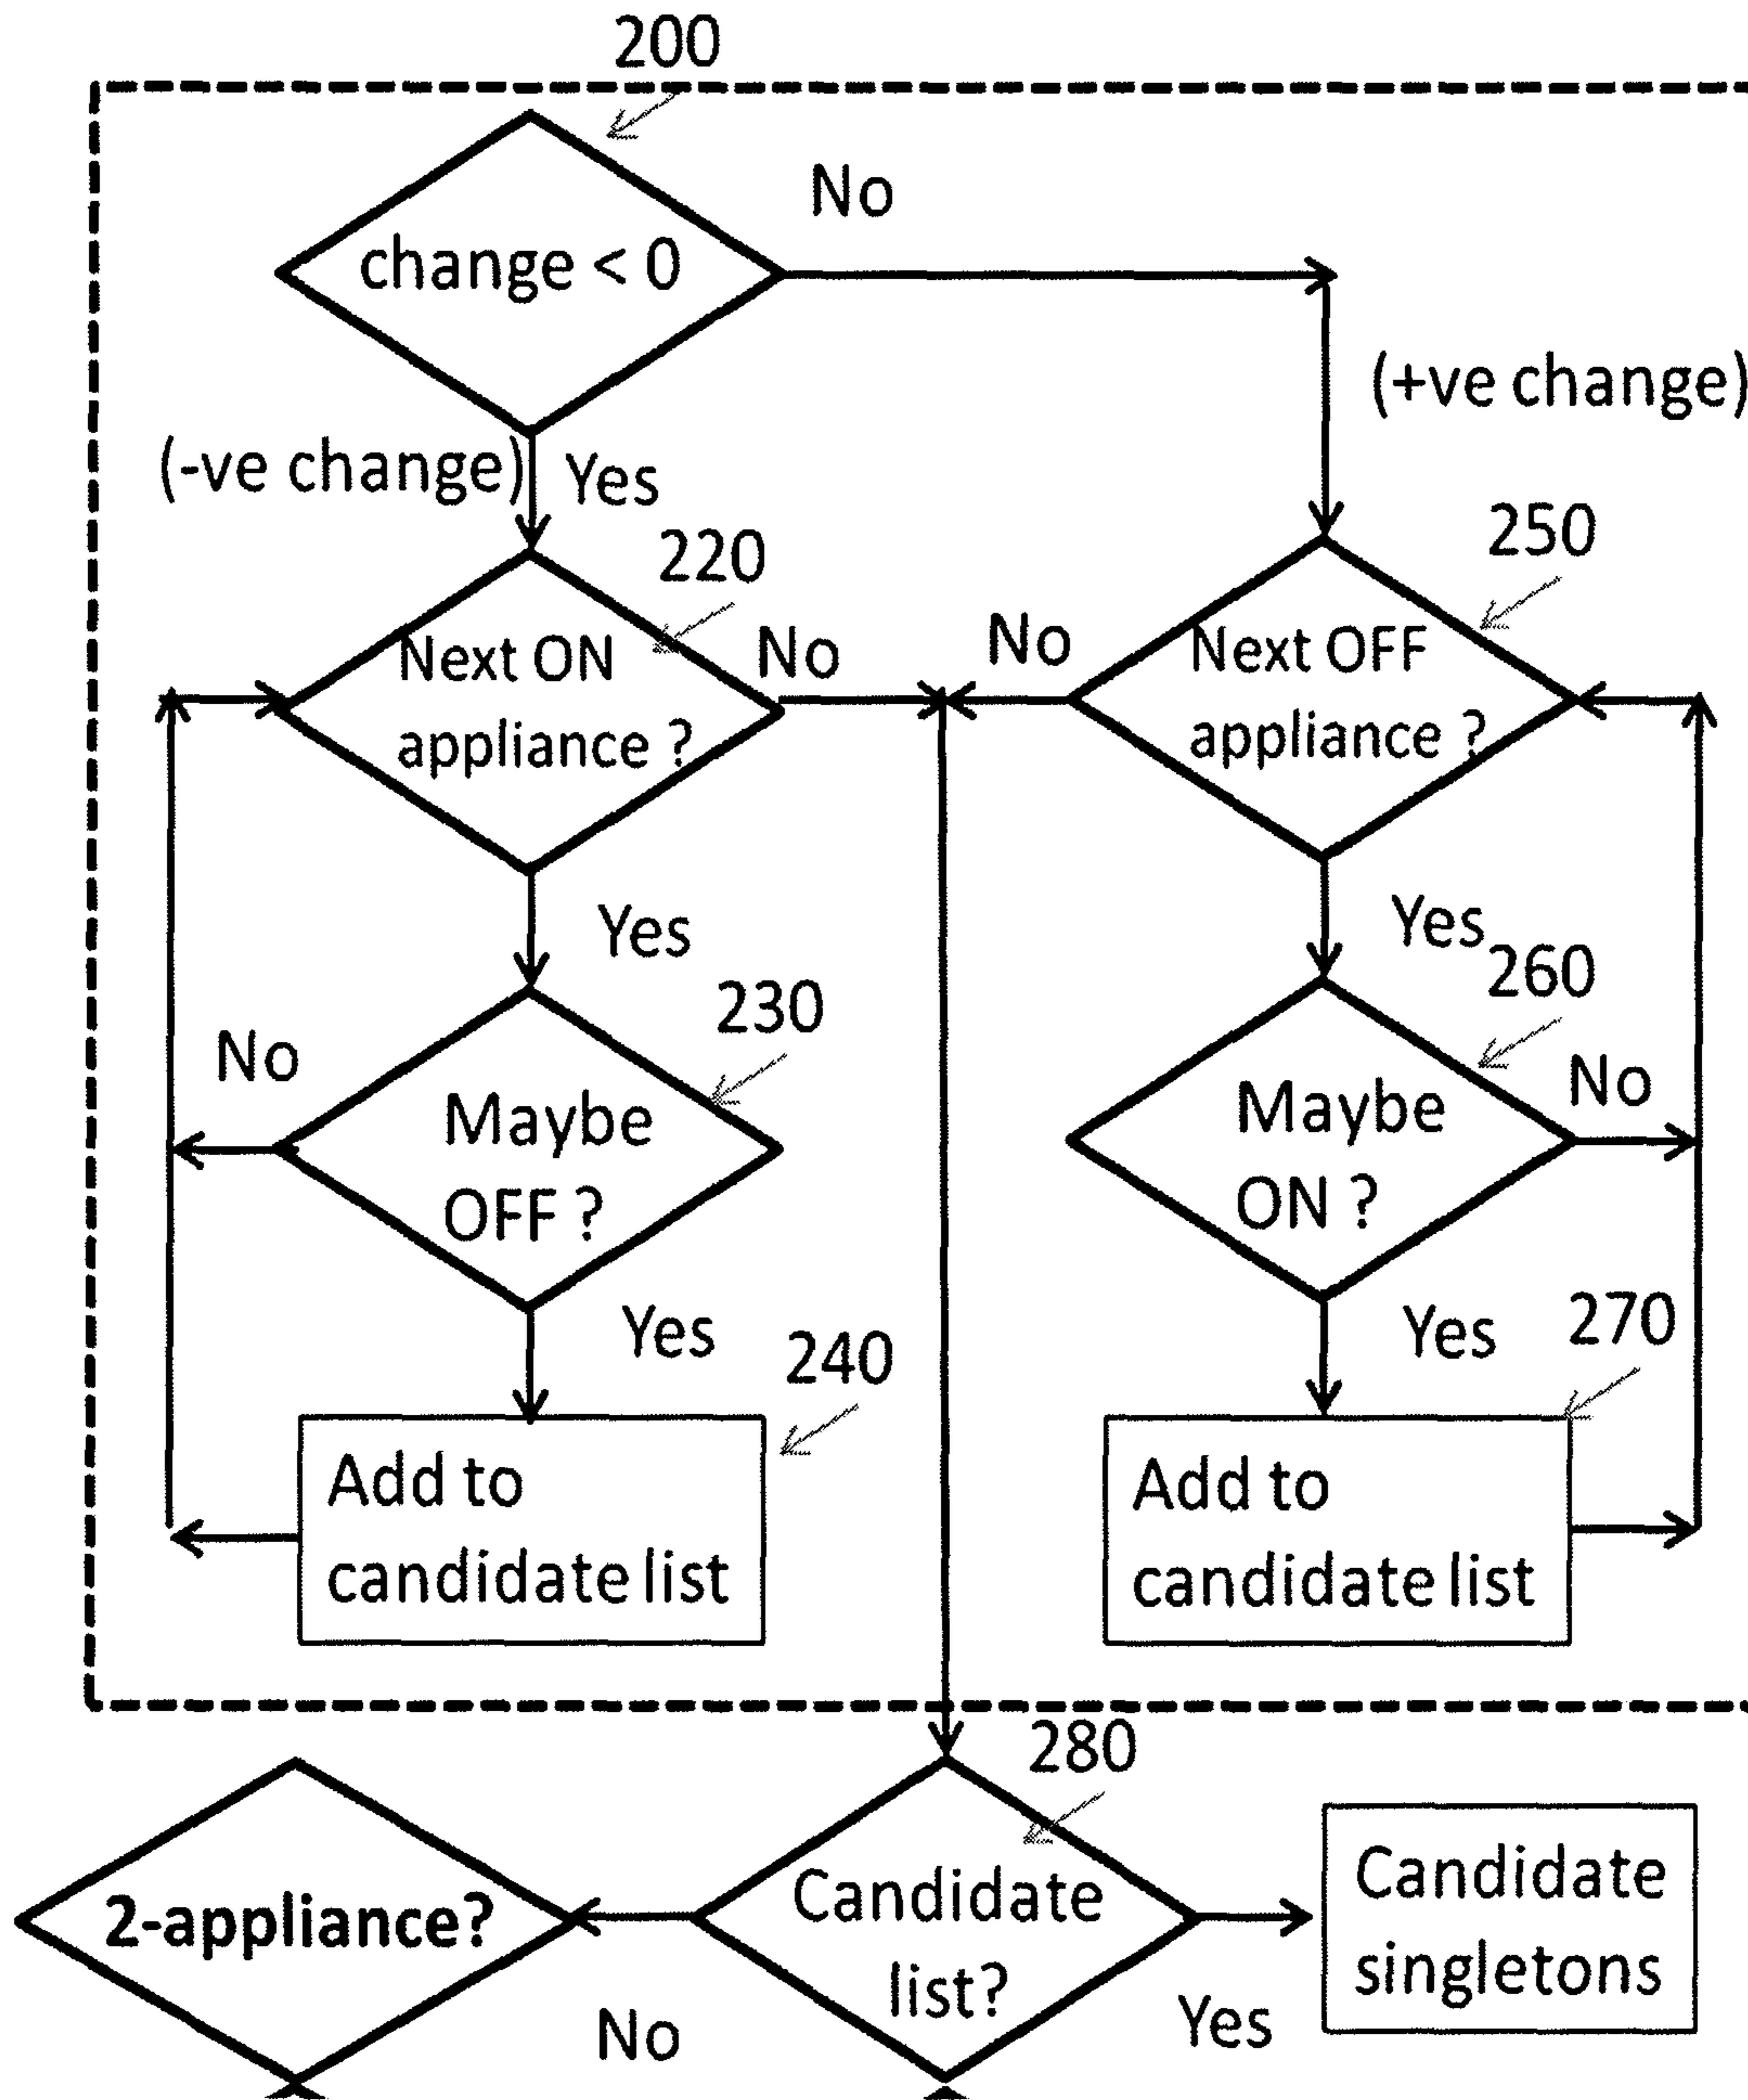 200
No
change < 0
(+ve change)
(-ve change)
Yes
220
250
No
No
Next ON
appliance ?
Next OFF
appliance ?
Yes
Yes
230
260
No
No
Maybe
OFF ?
Maybe
ON ?
Yes
240
Yes
270
Add to
candidate list
Add to
candidate list
280
2-appliance?
Candidate
list?
Candidate
singletons
No
Yes